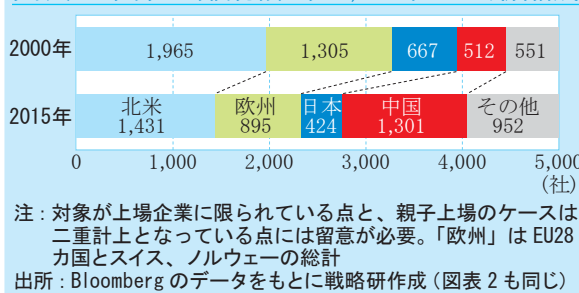 2000年 1,965 1,305 667 512 551
北米 欧州 日本 中国 その他
2015年 1,431 895 424 1,301 952
0 1,000 2,000 3,000 4,000 5,000
(社)
注：対象が上場企業に限られている点と、親子上場のケースは
二重計上となっている点には留意が必要。「欧州」は EU28
カ国とスイス、ノルウェーの総計
出所：Bloomberg のデータをもとに戦略研作成（図表 2 も同じ）